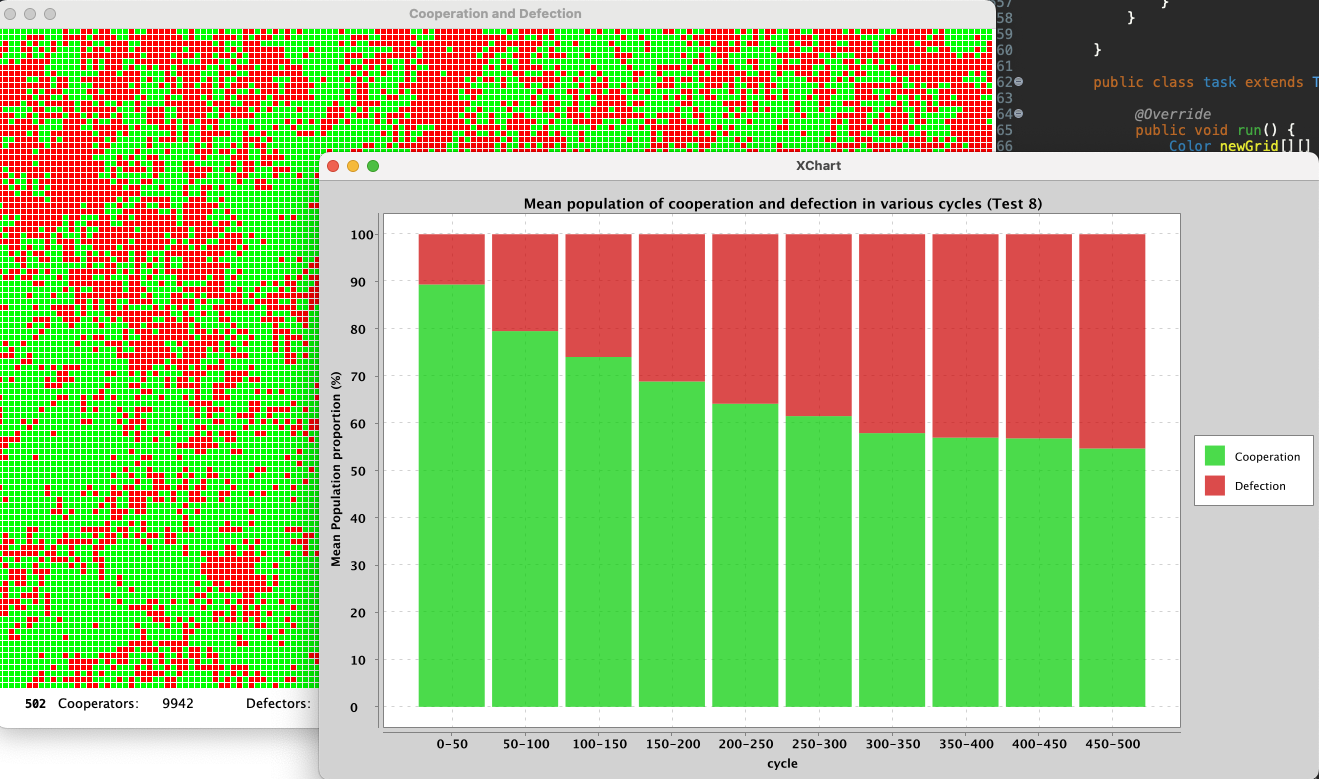 Cooperation and Defection
57 }
58 }
59
60 }
61
62 public class task extends T
63
64 @Override
65 public void run() {
66 Color newGrid[][]
XChart
Mean population of cooperation and defection in various cycles (Test 8)
100
90
80
70
60
50
40
30
20
10
0
Mean Population proportion (%)
0-50 50-100 100-150 150-200 200-250 250-300 300-350 350-400 400-450 450-500
cycle
Cooperation
Defection
502 Cooperators: 9942 Defectors: